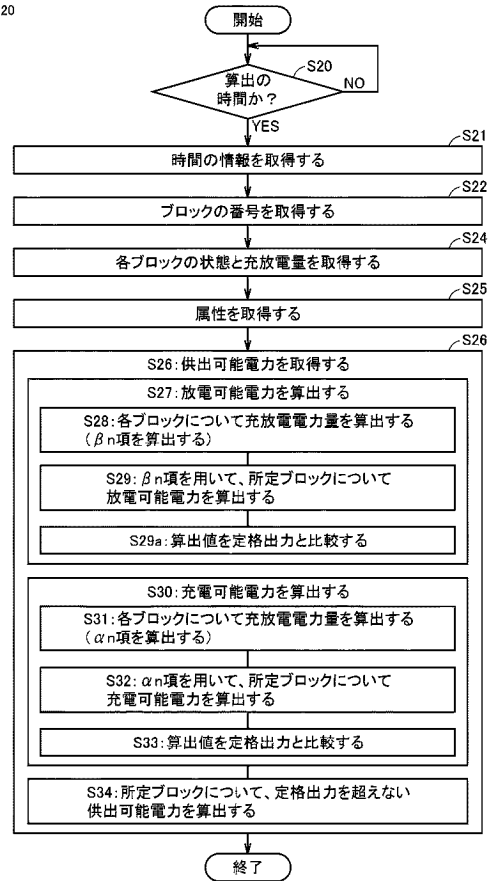 20
開始
算出の
時間か？
S20
NO
YES
S21
時間の情報を取得する
S22
ブロックの番号を取得する
S24
各ブロックの状態と充放電量を取得する
S25
属性を取得する
S26
S26:供出可能電力を取得する
S27:放電可能電力を算出する
S28:各ブロックについて充放電電力量を算出する
(βn項を算出する)
S29:βn項を用いて、所定ブロックについて
放電可能電力を算出する
S29a:算出値を定格出力と比較する
S30:充電可能電力を算出する
S31:各ブロックについて充放電電力量を算出する
(αn項を算出する)
S32:αn項を用いて、所定ブロックについて
充電可能電力を算出する
S33:算出値を定格出力と比較する
S34:所定ブロックについて、定格出力を超えない
供出可能電力を算出する
終了